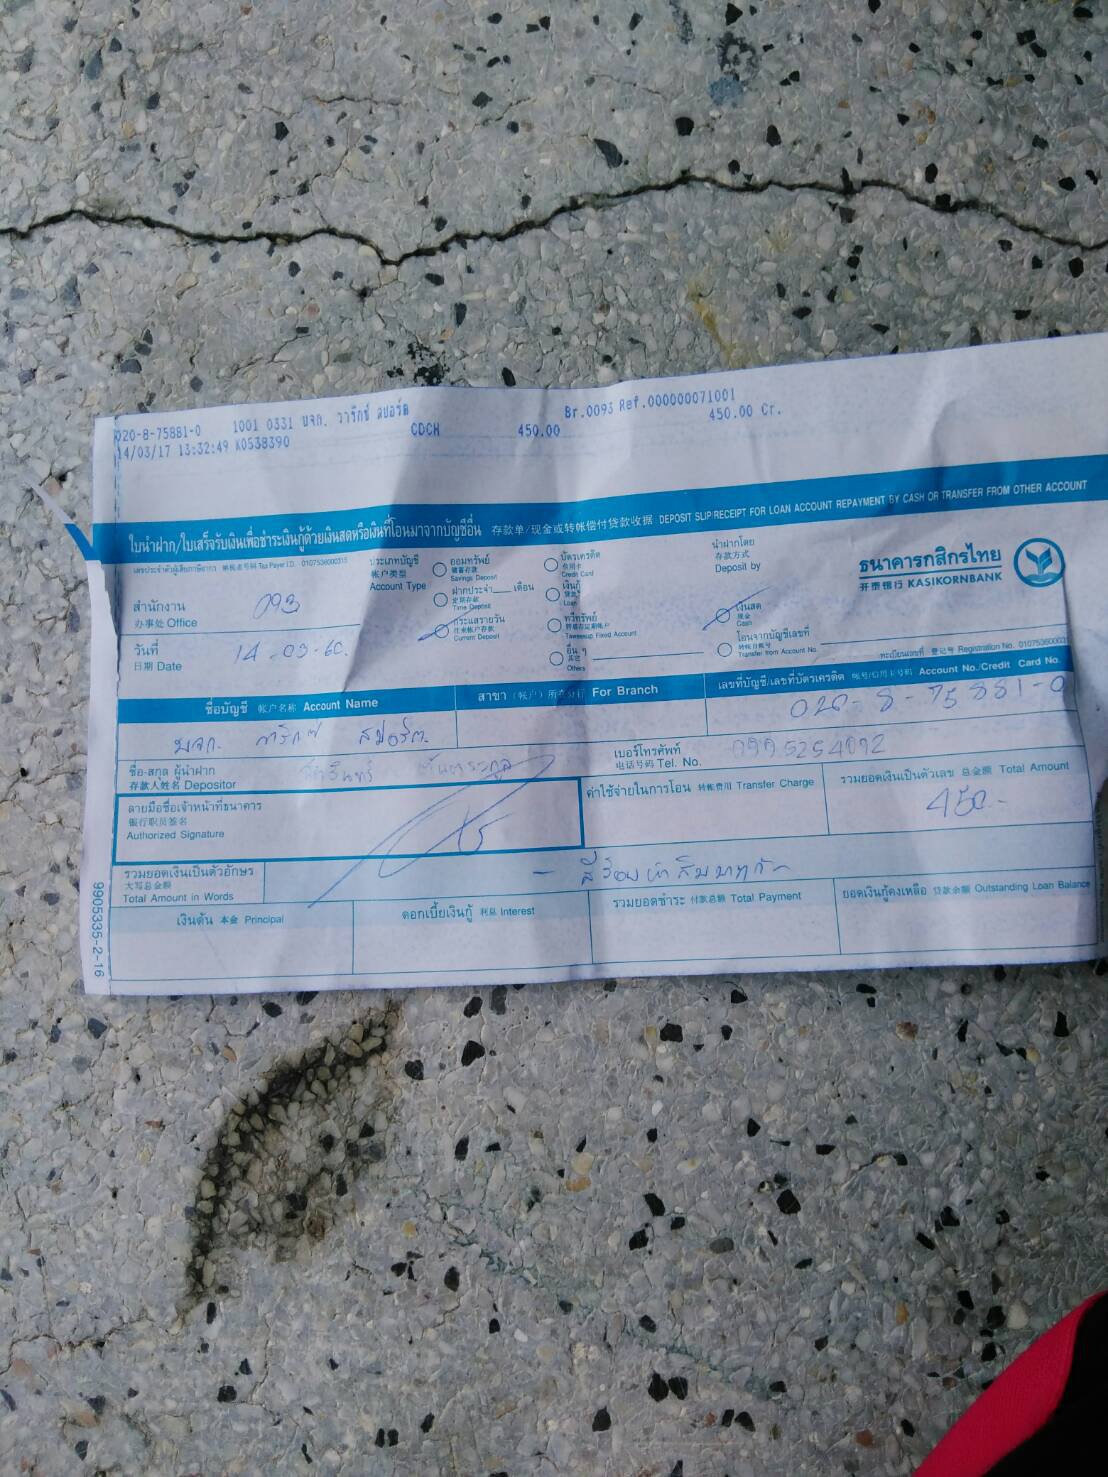 020-8-75881-0 1001 0331 บจก. วาริกซ์ สปอร์ต Br.0093 Ref.000000071001
14/03/17 13:32:49 K0538390 CDCH 450.00 450.00 Cr.
ใบนำฝาก/ใบเสร็จรับเงินเพื่อชำระเงินกู้ด้วยเงินสดหรือเงินที่โอนมาจากบัญชีอื่น 存款单/现金或转帐偿付贷款收据 DEPOSIT SLIP/RECEIPT FOR LOAN ACCOUNT REPAYMENT BY CASH OR TRANSFER FROM OTHER ACCOUNT
เลขประจำตัวผู้เสียภาษีอากร 纳税者号码 Tax Payer I.D. 0107536000315
ประเภทบัญชี
帐户类型
Account Type
ออมทรัพย์
储蓄存款
Savings Deposit
ฝากประจำ เดือน
定期存款
Time Deposit
กระแสรายวัน
往来帐户存款
Current Deposit
บัตรเครดิต
信用卡
Credit Card
เงินกู้
贷款
Loan
ทวีทรัพย์
Taweesup Fixed Account
อื่น ๆ
其它
Others
นำฝากโดย
存款方式
Deposit by
เงินสด
现金
Cash
โอนจากบัญชีเลขที่
转帐自帐号
Transfer from Account No.
ธนาคารกสิกรไทย
开泰银行 KASIKORNBANK
ทะเบียนเลขที่ 登记号 Registration No. 01075360003
สำนักงาน
办事处 Office 093
วันที่
日期 Date 14-03-60.
ชื่อบัญชี 帐户名称 Account Name
สาขา (帐户) 所在分行 For Branch
เลขที่บัญชี/เลขที่บัตรเครดิต 帐号/信用卡号码 Account No./Credit Card No.
บจก. วาริกซ์ สปอร์ต. 020-8-75881-0
ชื่อ-สกุล ผู้นำฝาก
存款人姓名 Depositor
เบอร์โทรศัพท์
电话号码 Tel. No. 0995254092
ลายมือชื่อเจ้าหน้าที่ธนาคาร
银行职员签名
Authorized Signature
ค่าใช้จ่ายในการโอน 转帐费用 Transfer Charge
รวมยอดเงินเป็นตัวเลข 总金额 Total Amount
450.-
รวมยอดเงินเป็นตัวอักษร
大写总金额
Total Amount in Words
- สี่ร้อยห้าสิบบาท
เงินต้น 本金 Principal
ดอกเบี้ยเงินกู้ 利息 Interest
รวมยอดชำระ 付款总额 Total Payment
ยอดเงินกู้คงเหลือ 贷款余额 Outstanding Loan Balance
9905335-2-16